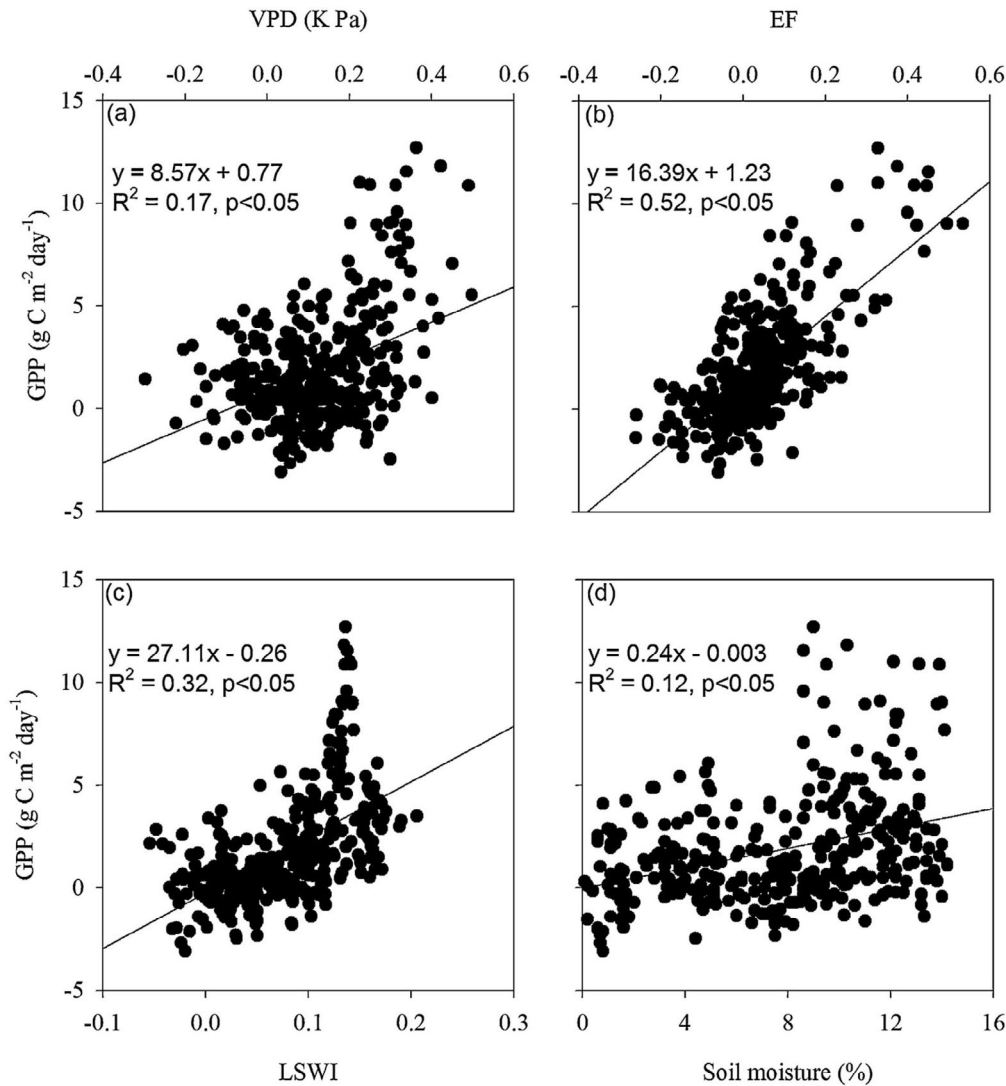 VPD (K Pa)
EF
-0.4 -0.2 0.0 0.2 0.4 0.6
-0.4 -0.2 0.0 0.2 0.4 0.6
15
10
5
0
-5
GPP (g C m⁻² day⁻¹)
(a)
y = 8.57x + 0.77
R² = 0.17, p<0.05
(b)
y = 16.39x + 1.23
R² = 0.52, p<0.05
15
10
5
0
-5
GPP (g C m⁻² day⁻¹)
(c)
y = 27.11x - 0.26
R² = 0.32, p<0.05
(d)
y = 0.24x - 0.003
R² = 0.12, p<0.05
-0.1 0.0 0.1 0.2 0.3
0 4 8 12 16
LSWI
Soil moisture (%)